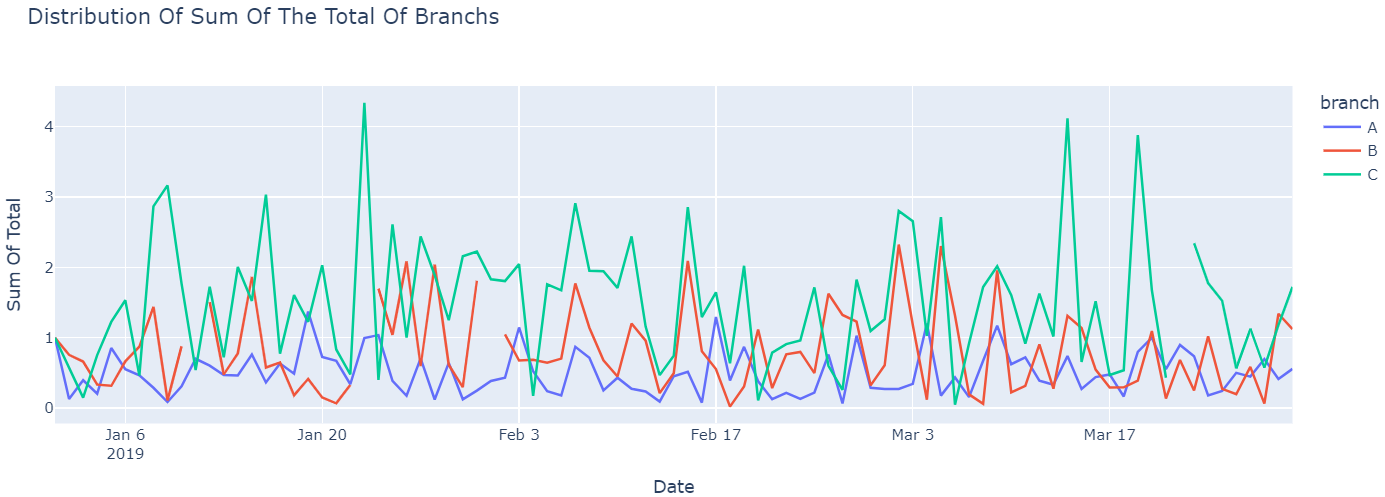 Distribution Of Sum Of The Total Of Branchs
branch
A
B
C
Sum Of Total
4
3
2
1
0
Jan 6
2019
Jan 20
Feb 3
Feb 17
Mar 3
Mar 17
Date